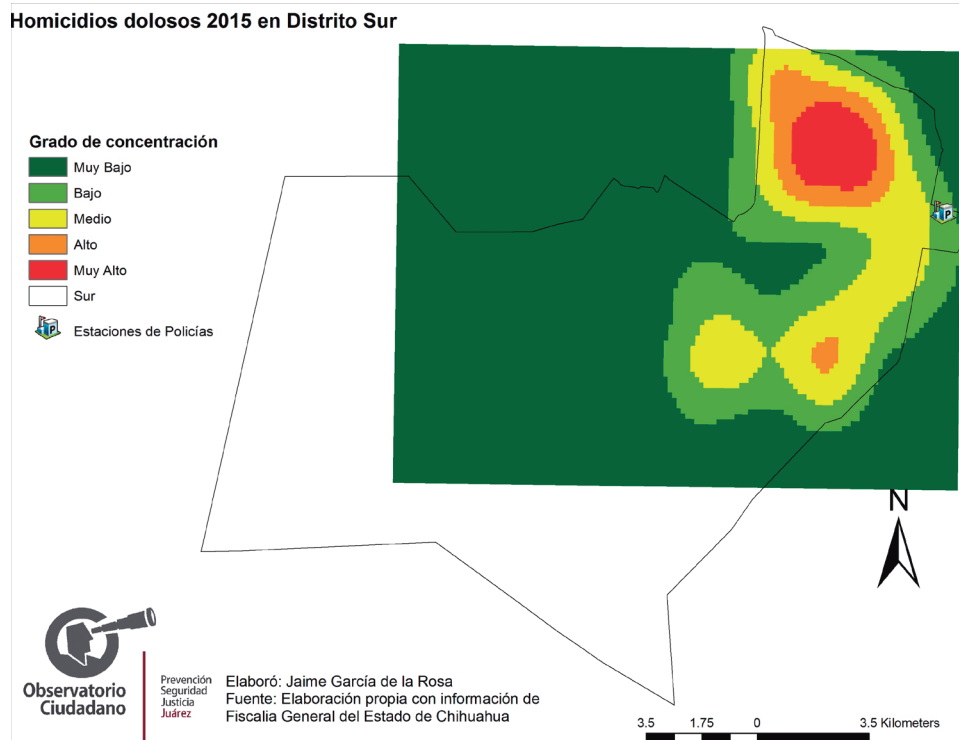 Homicidios dolosos 2015 en Distrito Sur
Grado de concentración
Muy Bajo
Bajo
Medio
Alto
Muy Alto
Sur
P
Estaciones de Policías
P
N
Observatorio
Ciudadano
Prevención
Seguridad
Justicia
Juárez
Elaboró: Jaime García de la Rosa
Fuente: Elaboración propia con información de
Fiscalia General del Estado de Chihuahua
3.5 1.75 0 3.5 Kilometers